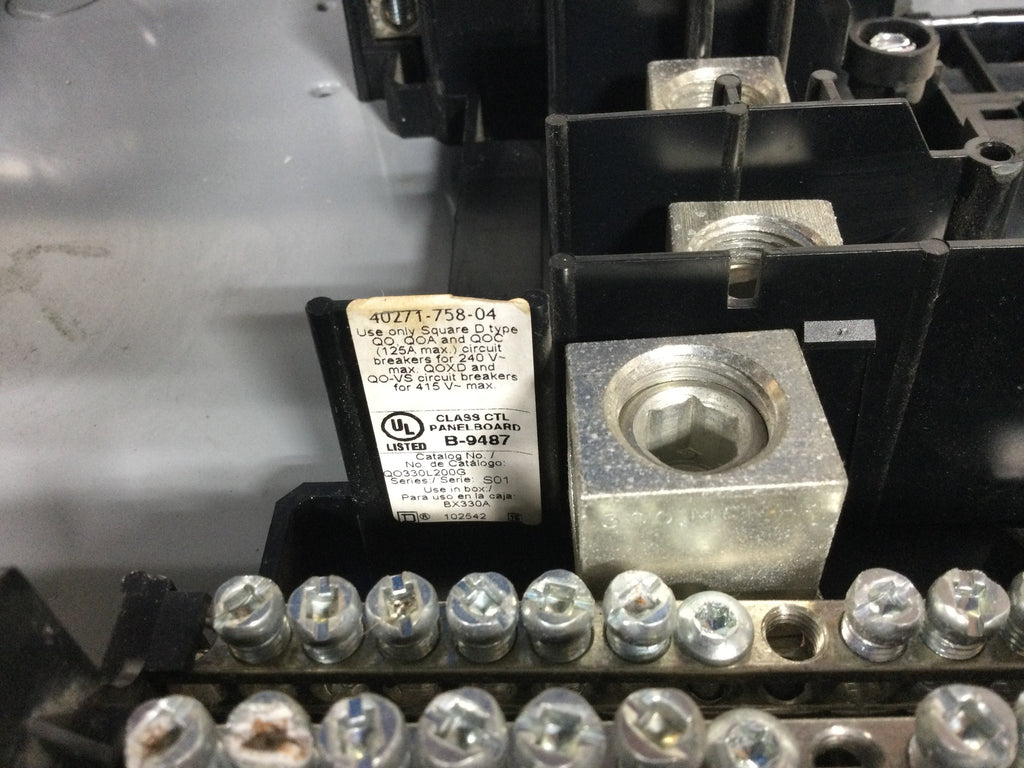 40271-758-04
Use only Square D type
QO, QOA and QOC
(125A max.) circuit
breakers for 240 V~
max. QOXD and
QO-VS circuit breakers
for 415 V~ max.
UL
LISTED
CLASS CTL
PANELBOARD
B-9487
Catalog No. /
No. de Catálogo:
QO330L200G
Series / Serie: S01
Use in box:/
Para uso en la caja:
BX330A
D ® 102542